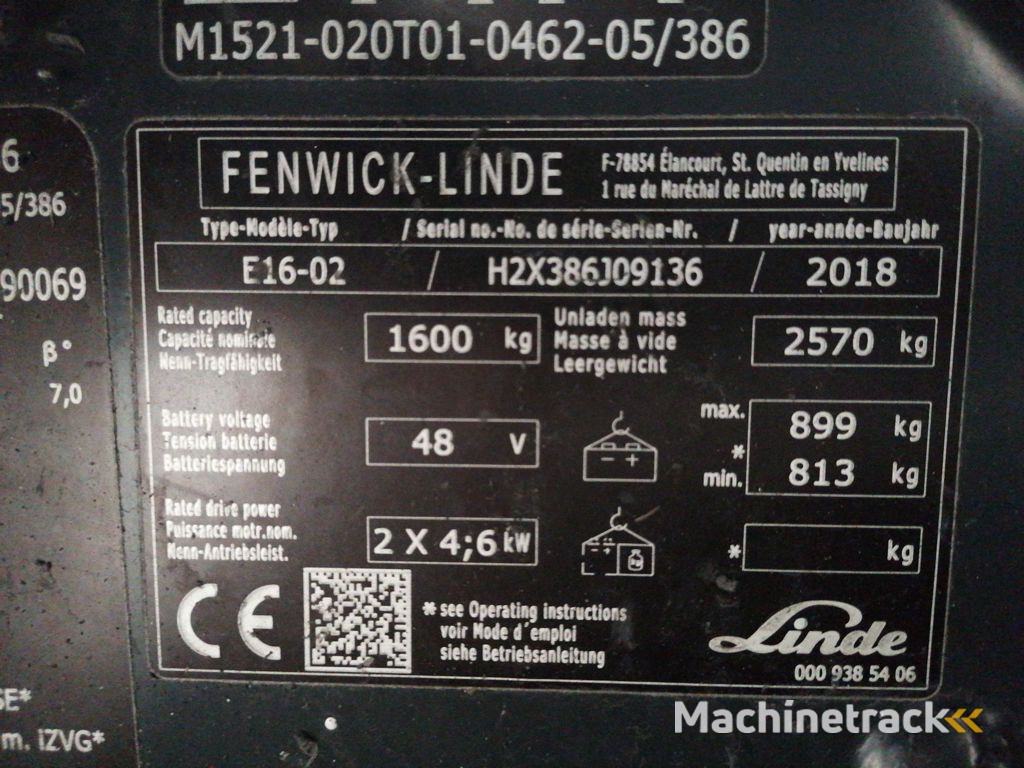 M1521-020T01-0462-05/386
6
5/386
90069
β°
7,0
SE*
m. iZVG*
FENWICK-LINDE
F-78854 Élancourt, St. Quentin en Yvelines
1 rue du Maréchal de Lattre de Tassigny
Type-Modèle-Typ / Serial no.-No. de série-Serien-Nr. / year-année-Baujahr
E16-02 / H2X386J09136 / 2018
Rated capacity
Capacité nominale
Nenn-Tragfähigkeit
1600 kg
Unladen mass
Masse à vide
Leergewicht
2570 kg
Battery voltage
Tension batterie
Batteriespannung
48 V
- +
max. 899 kg
*
min. 813 kg
Rated drive power
Puissance motr.nom.
Nenn-Antriebsleist.
2 X 4;6 kW
* kg
CE
* see Operating instructions
voir Mode d'emploi
siehe Betriebsanleitung
Linde
000 938 54 06
Machinetrack